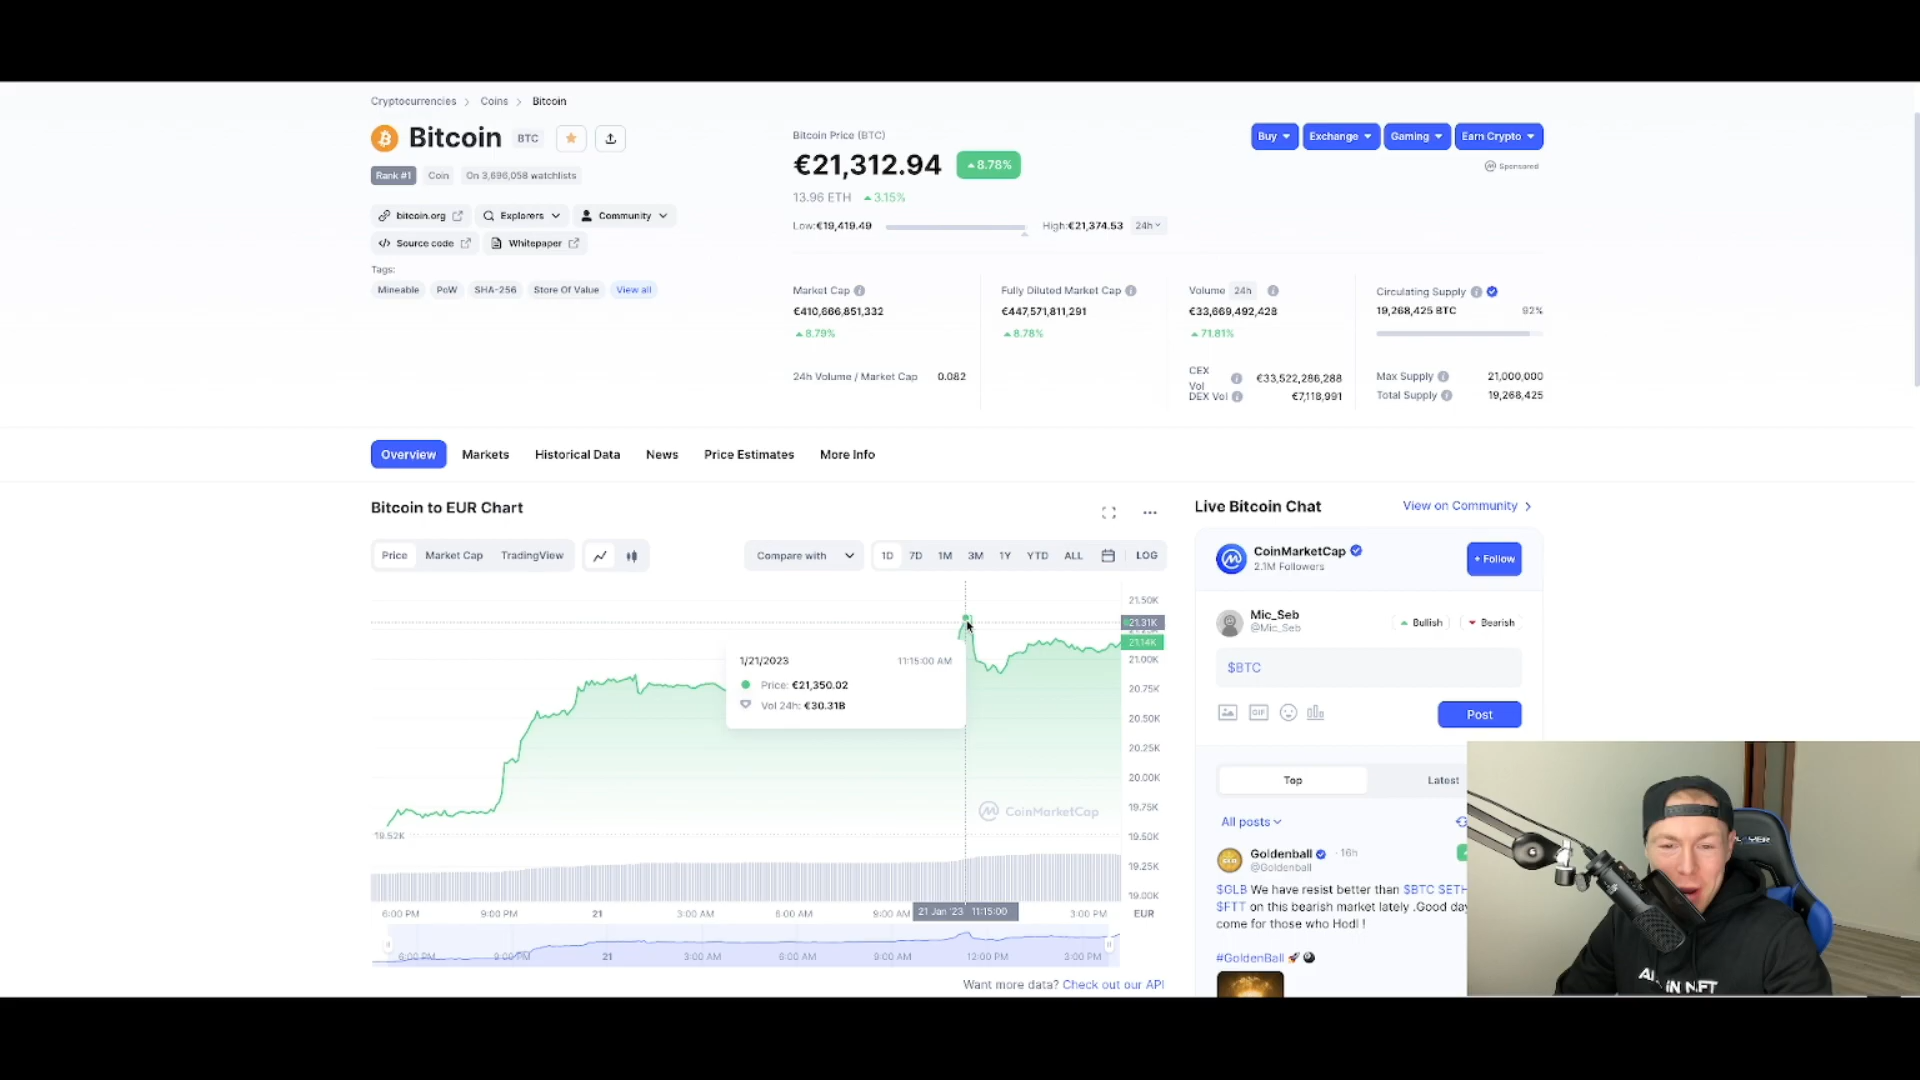 Cryptocurrencies > Coins > Bitcoin
Bitcoin BTC
Rank #1 Coin On 3,696,058 watchlists
bitcoin.org Explorers Community
Source code Whitepaper
Tags:
Mineable PoW SHA-256 Store Of Value View all
Bitcoin Price (BTC)
€21,312.94 8.78%
13.96 ETH 3.15%
Low:€19,419.49 High:€21,374.53 24h
Buy Exchange Gaming Earn Crypto
Sponsored
Market Cap
€410,666,851,332
8.79%
24h Volume / Market Cap 0.082
Fully Diluted Market Cap
€447,571,811,291
8.78%
Volume 24h
€33,669,492,428
71.81%
CEX Vol €33,522,286,288
DEX Vol €7,118,991
Circulating Supply
19,268,425 BTC 92%
Max Supply 21,000,000
Total Supply 19,268,425
Overview Markets Historical Data News Price Estimates More Info
Bitcoin to EUR Chart
Price Market Cap TradingView
Compare with 1D 7D 1M 3M 1Y YTD ALL LOG
21.50K
21.31K
21.14K
21.00K
20.75K
20.50K
20.25K
20.00K
19.75K
19.50K
19.25K
19.00K
1/21/2023 11:15:00 AM
Price: €21,350.02
Vol 24h: €30.31B
CoinMarketCap
19.52K
6:00 PM 9:00 PM 21 3:00 AM 6:00 AM 9:00 AM 21 Jan '23 11:15:00 3:00 PM EUR
6:00 PM 9:00 PM 21 3:00 AM 6:00 AM 9:00 AM 12:00 PM 3:00 PM
Want more data? Check out our API
Live Bitcoin Chat View on Community >
CoinMarketCap
2.1M Followers
+ Follow
Mic_Seb
@Mic_Seb
Bullish Bearish
$BTC
GIF
Post
Top Latest
All posts
Goldenball · 16h
@Goldenball
$GLB We have resist better than $BTC $ETH
$FTT on this bearish market lately .Good day
come for those who Hodl !
#GoldenBall
IN NFT